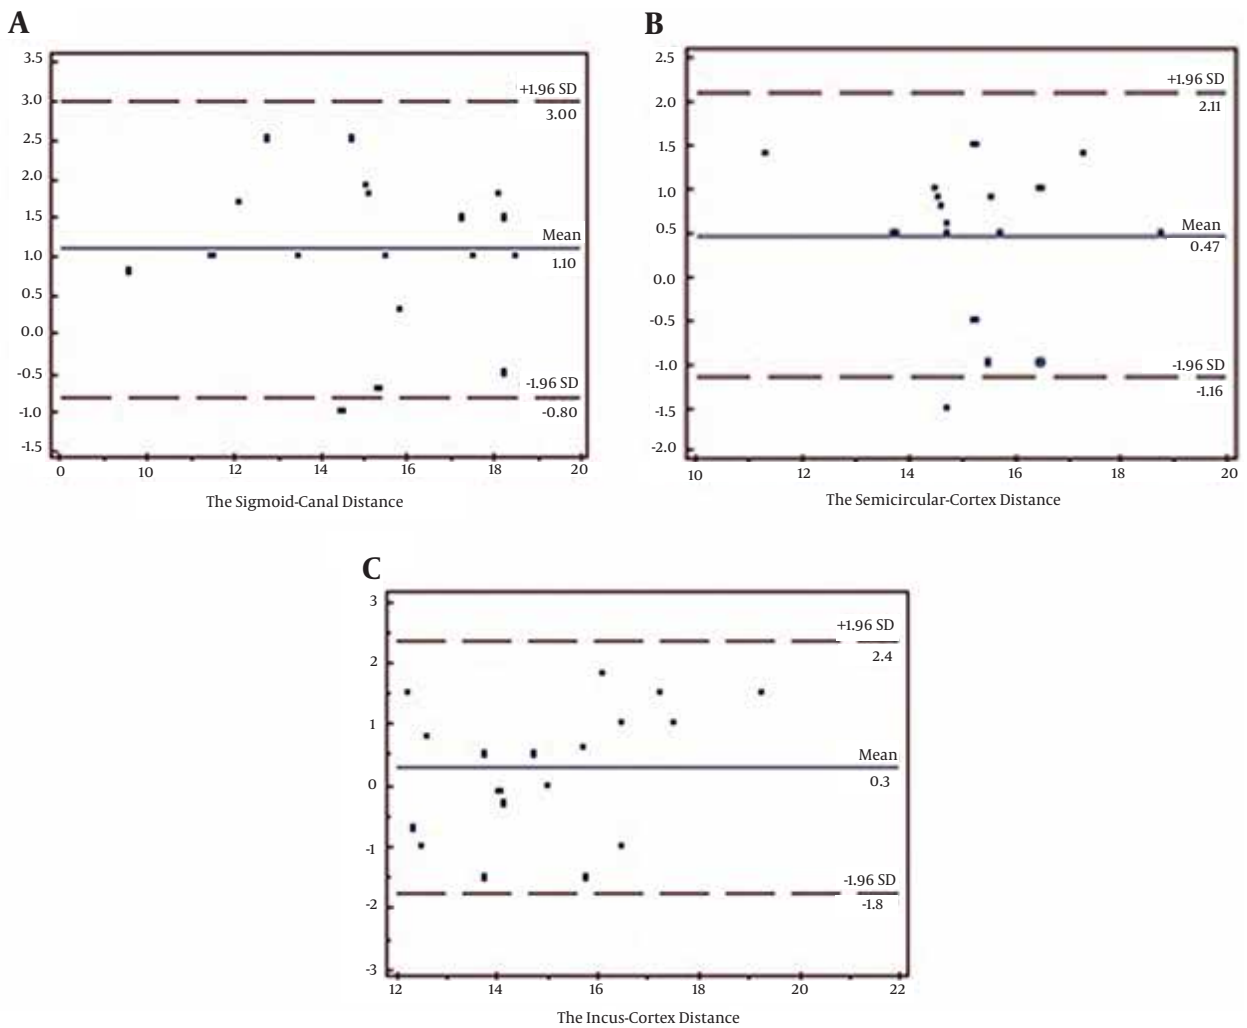 A
3.5
3.0
2.5
2.0
1.5
1.0
0.5
0.0
-0.5
-1.0
-1.5
+1.96 SD
3.00
Mean
1.10
-1.96 SD
-0.80
0 10 12 14 16 18 20
The Sigmoid-Canal Distance
B
2.5
2.0
1.5
1.0
0.5
0.0
-0.5
-1.0
-1.5
-2.0
+1.96 SD
2.11
Mean
0.47
-1.96 SD
-1.16
10 12 14 16 18 20
The Semicircular-Cortex Distance
C
3
2
1
0
-1
-2
-3
+1.96 SD
2.4
Mean
0.3
-1.96 SD
-1.8
12 14 16 18 20 22
The Incus-Cortex Distance